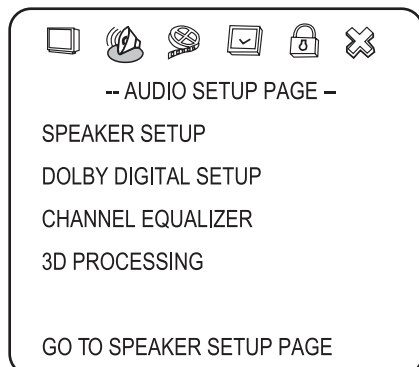 -- AUDIO SETUP PAGE –
SPEAKER SETUP
DOLBY DIGITAL SETUP
CHANNEL EQUALIZER
3D PROCESSING
GO TO SPEAKER SETUP PAGE